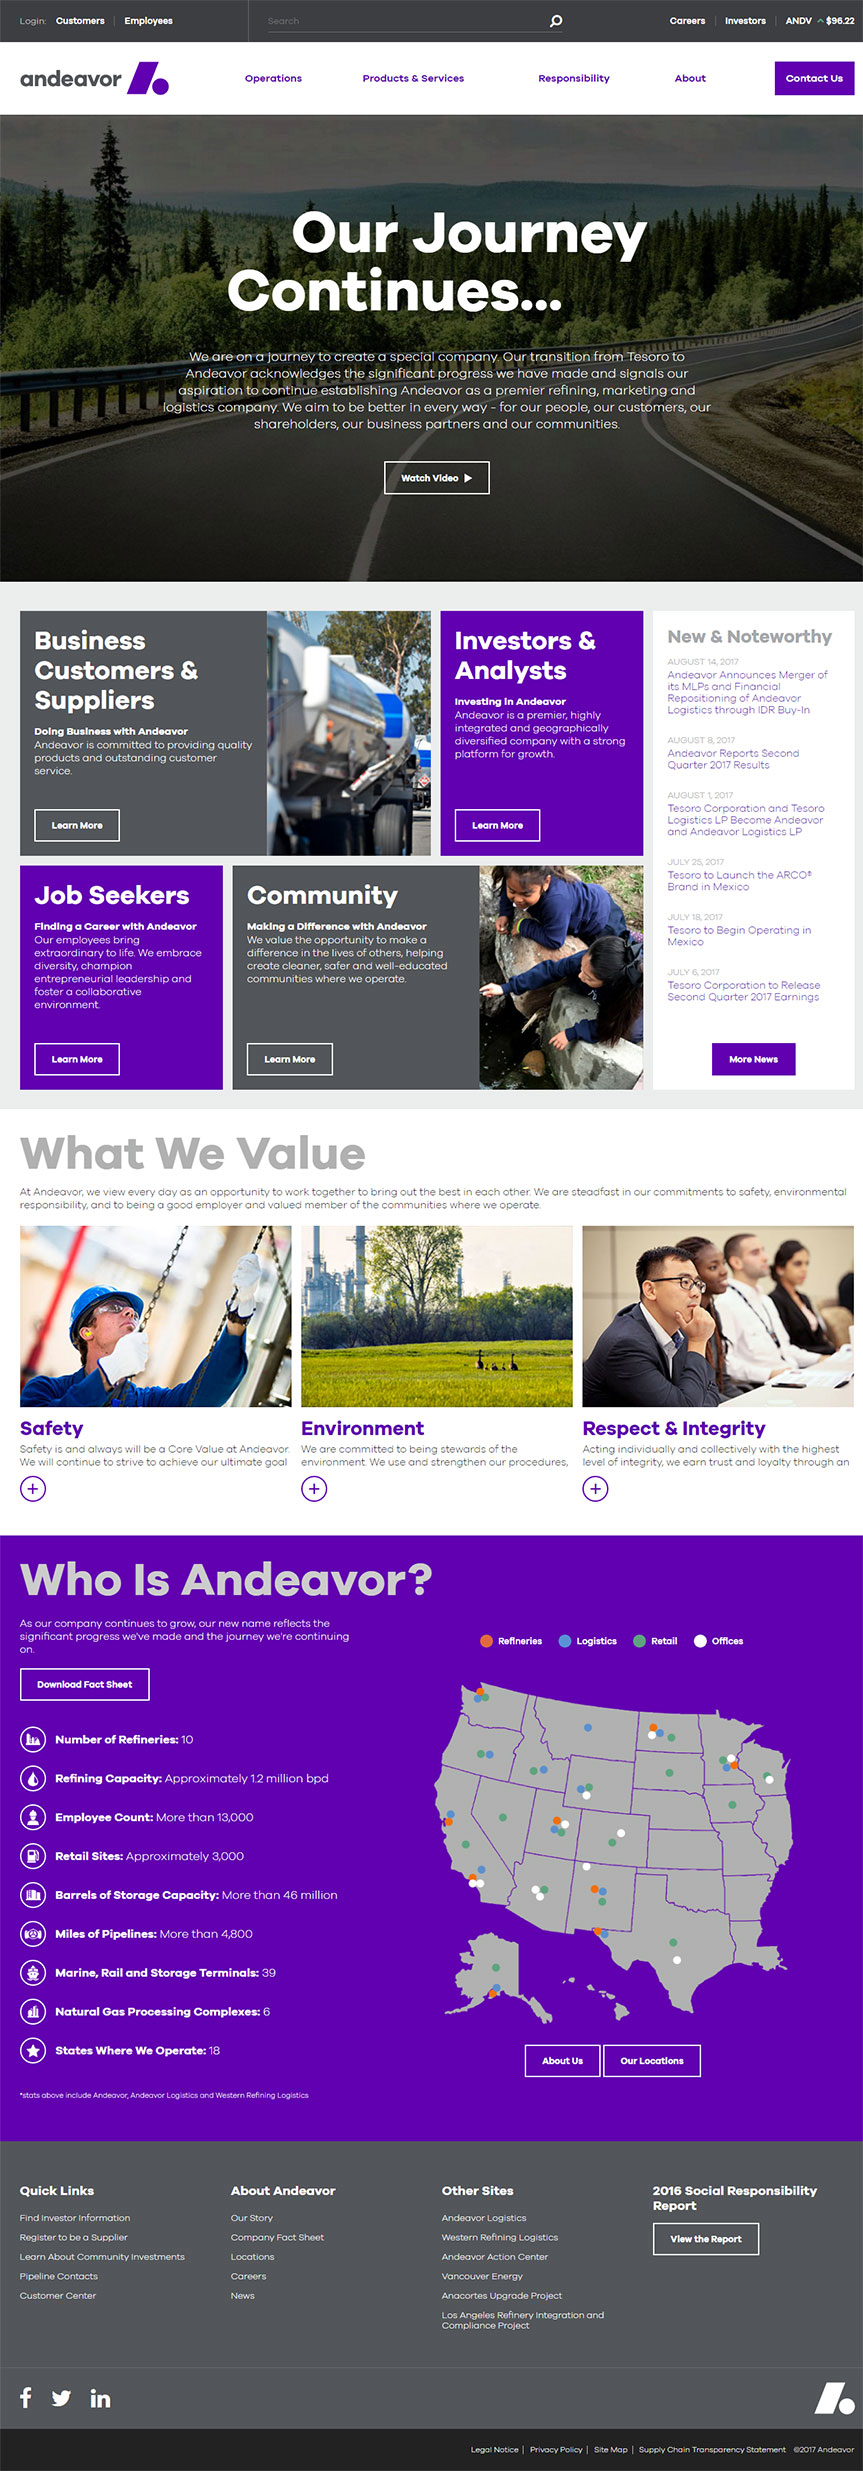 Login: Customers | Employees
Search
Careers | Investors | ANDV $96.22
andeavor
Operations
Products & Services
Responsibility
About
Contact Us
Our Journey
Continues...
We are on a journey to create a special company. Our transition from Tesoro to
Andeavor acknowledges the significant progress we have made and signals our
aspiration to continue establishing Andeavor as a premier refining, marketing and
logistics company. We aim to be better in every way - for our people, our customers, our
shareholders, our business partners and our communities.
Watch Video
Business
Customers &
Suppliers
Doing Business with Andeavor
Andeavor is committed to providing quality
products and outstanding customer
service.
Learn More
Investors &
Analysts
Investing in Andeavor
Andeavor is a premier, highly
integrated and geographically
diversified company with a strong
platform for growth.
Learn More
Job Seekers
Finding a Career with Andeavor
Our employees bring
extraordinary to life. We embrace
diversity, champion
entrepreneurial leadership and
foster a collaborative
environment.
Learn More
Community
Making a Difference with Andeavor
We value the opportunity to make a
difference in the lives of others, helping
create cleaner, safer and well-educated
communities where we operate.
Learn More
New & Noteworthy
AUGUST 14, 2017
Andeavor Announces Merger of
its MLPs and Financial
Repositioning of Andeavor
Logistics through IDR Buy-In
AUGUST 8, 2017
Andeavor Reports Second
Quarter 2017 Results
AUGUST 1, 2017
Tesoro Corporation and Tesoro
Logistics LP Become Andeavor
and Andeavor Logistics LP
JULY 25, 2017
Tesoro to Launch the ARCO®
Brand in Mexico
JULY 18, 2017
Tesoro to Begin Operating in
Mexico
JULY 6, 2017
Tesoro Corporation to Release
Second Quarter 2017 Earnings
More News
What We Value
At Andeavor, we view every day as an opportunity to work together to bring out the best in each other. We are steadfast in our commitments to safety, environmental
responsibility, and to being a good employer and valued member of the communities where we operate.
Safety
Safety is and always will be a Core Value at Andeavor.
We will continue to strive to achieve our ultimate goal
Environment
We are committed to being stewards of the
environment. We use and strengthen our procedures,
Respect & Integrity
Acting individually and collectively with the highest
level of integrity, we earn trust and loyalty through an
Who Is Andeavor?
As our company continues to grow, our new name reflects the
significant progress we've made and the journey we're continuing
on.
Download Fact Sheet
Number of Refineries: 10
Refining Capacity: Approximately 1.2 million bpd
Employee Count: More than 13,000
Retail Sites: Approximately 3,000
Barrels of Storage Capacity: More than 46 million
Miles of Pipelines: More than 4,800
Marine, Rail and Storage Terminals: 39
Natural Gas Processing Complexes: 6
States Where We Operate: 18
*stats above include Andeavor, Andeavor Logistics and Western Refining Logistics
Refineries
Logistics
Retail
Offices
About Us
Our Locations
Quick Links
Find Investor Information
Register to be a Supplier
Learn About Community Investments
Pipeline Contacts
Customer Center
About Andeavor
Our Story
Company Fact Sheet
Locations
Careers
News
Other Sites
Andeavor Logistics
Western Refining Logistics
Andeavor Action Center
Vancouver Energy
Anacortes Upgrade Project
Los Angeles Refinery Integration and
Compliance Project
2016 Social Responsibility
Report
View the Report
Legal Notice | Privacy Policy | Site Map | Supply Chain Transparency Statement ©2017 Andeavor